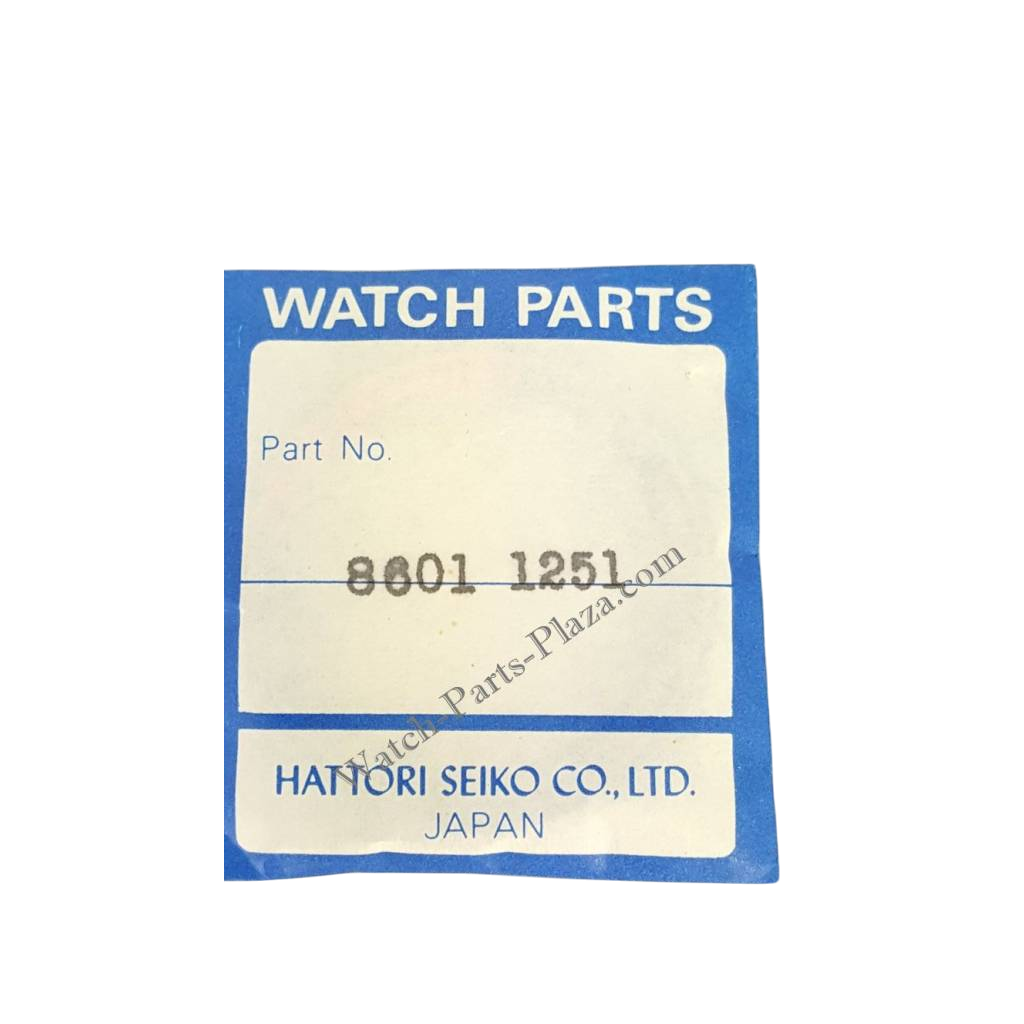 WATCH PARTS
Part No.
8601 1251
Watch-Parts-Plaza.com
HATTORI SEIKO CO., LTD.
JAPAN